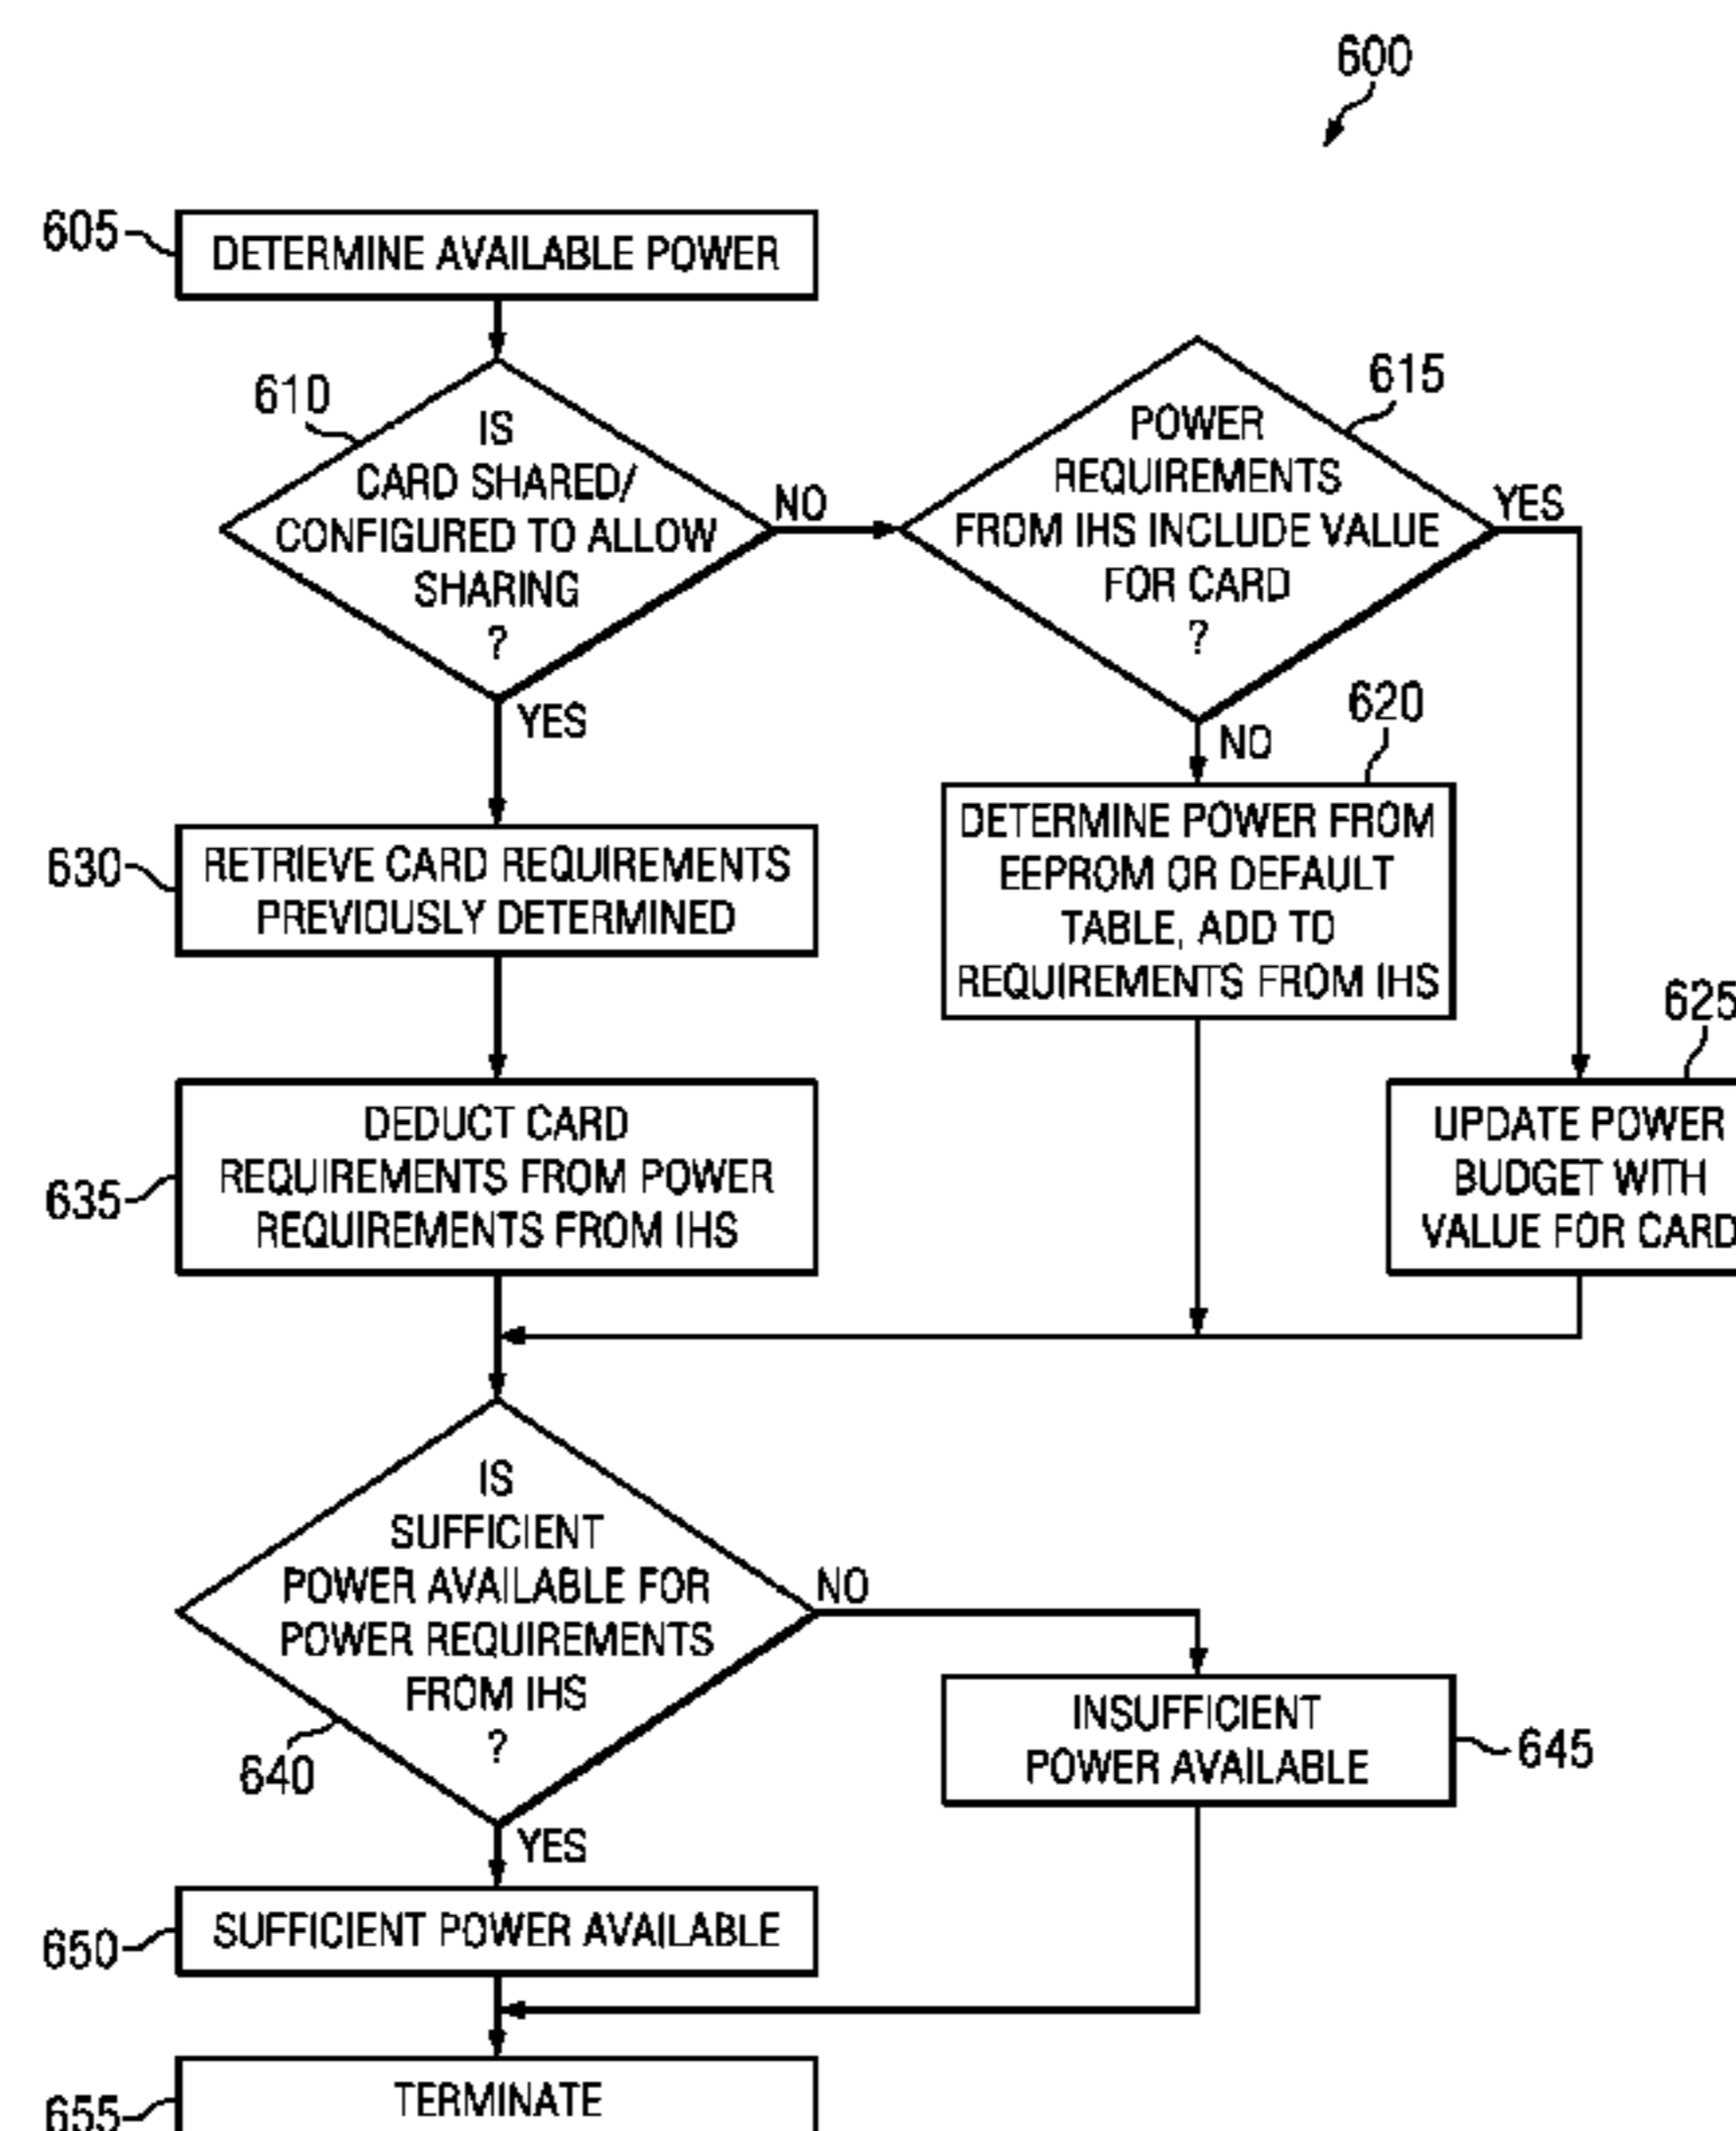 600
605
DETERMINE AVAILABLE POWER
610
IS
CARD SHARED/
CONFIGURED TO ALLOW
SHARING
?
NO
YES
615
POWER
REQUIREMENTS
FROM IHS INCLUDE VALUE
FOR CARD
?
YES
NO
620
DETERMINE POWER FROM
EEPROM OR DEFAULT
TABLE, ADD TO
REQUIREMENTS FROM IHS
625
UPDATE POWER
BUDGET WITH
VALUE FOR CARD
630
RETRIEVE CARD REQUIREMENTS
PREVIOUSLY DETERMINED
635
DEDUCT CARD
REQUIREMENTS FROM POWER
REQUIREMENTS FROM IHS
640
IS
SUFFICIENT
POWER AVAILABLE FOR
POWER REQUIREMENTS
FROM IHS
?
NO
YES
645
INSUFFICIENT
POWER AVAILABLE
650
SUFFICIENT POWER AVAILABLE
655
TERMINATE